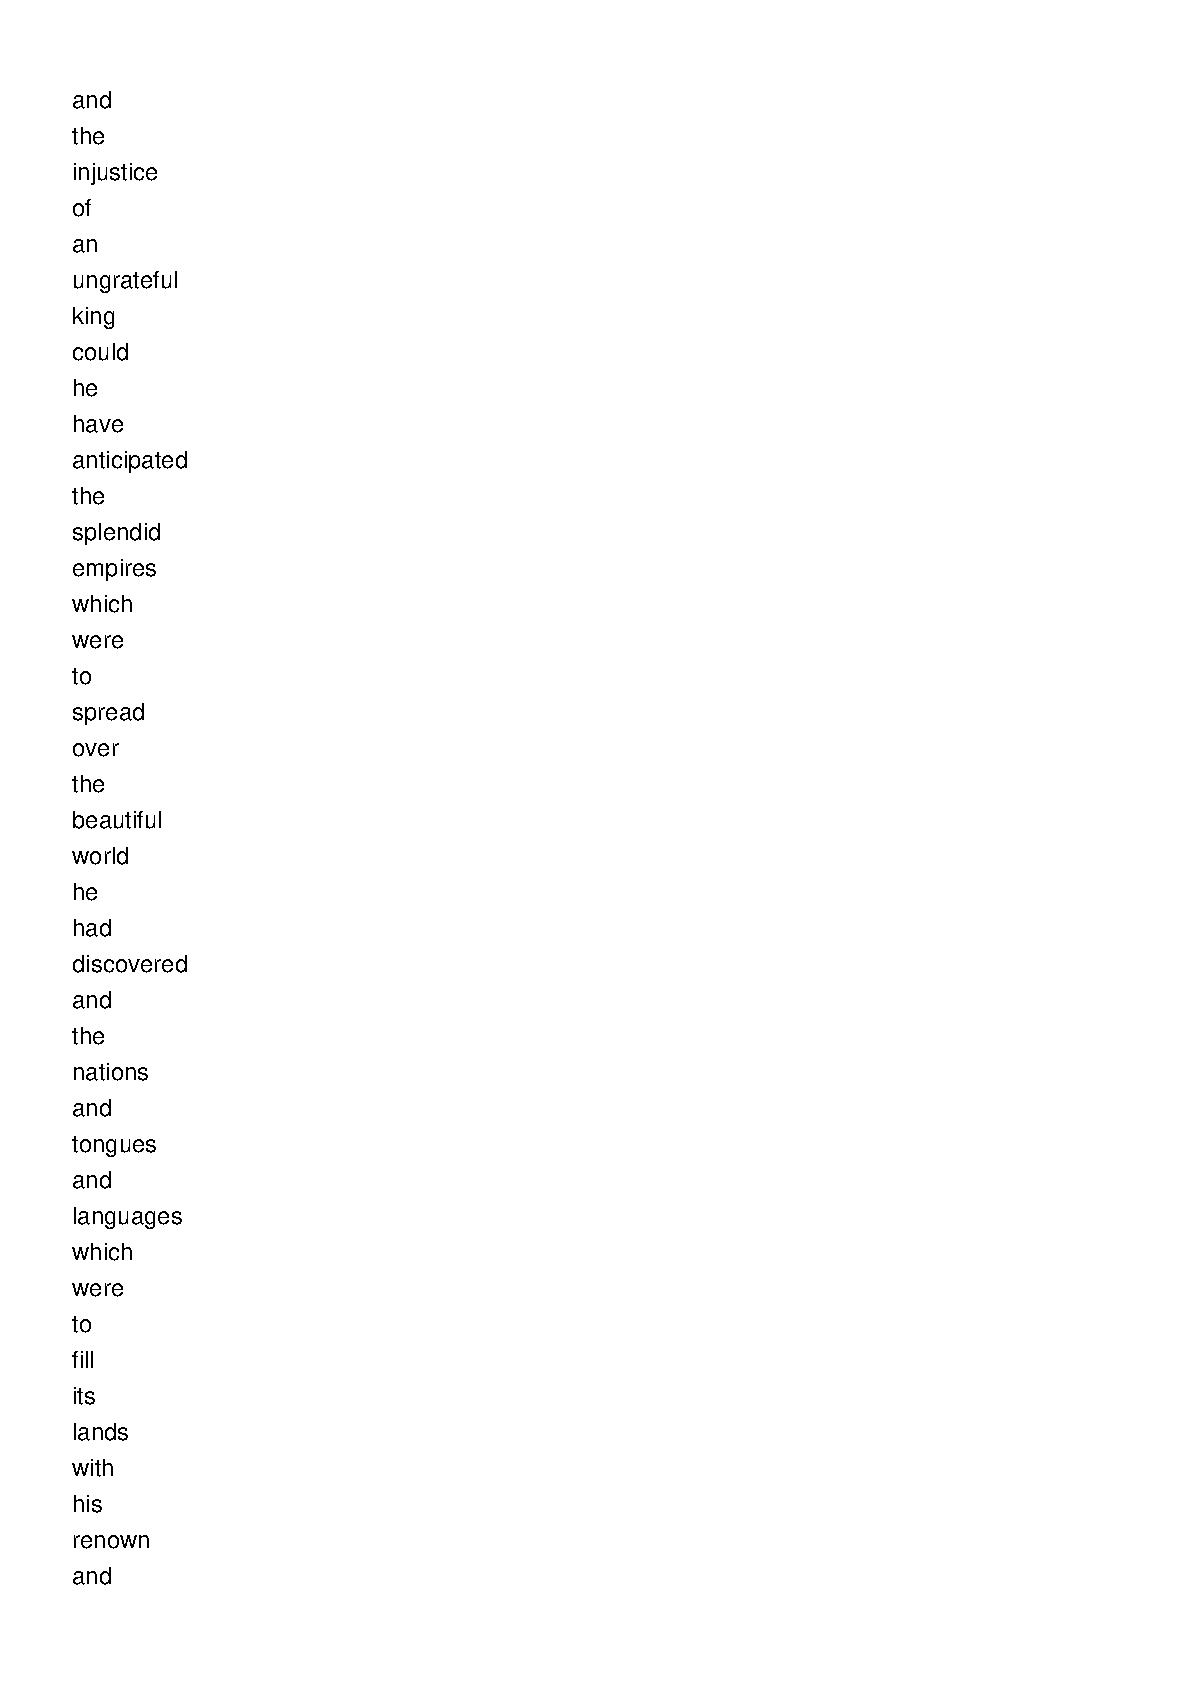 and
the
injustice
of
an
ungrateful
king
could
he
have
anticipated
the
splendid
empires
which
were
to
spread
over
the
beautiful
world
he
had
discovered
and
the
nations
and
tongues
and
languages
which
were
to
fill
its
lands
with
his
renown
and